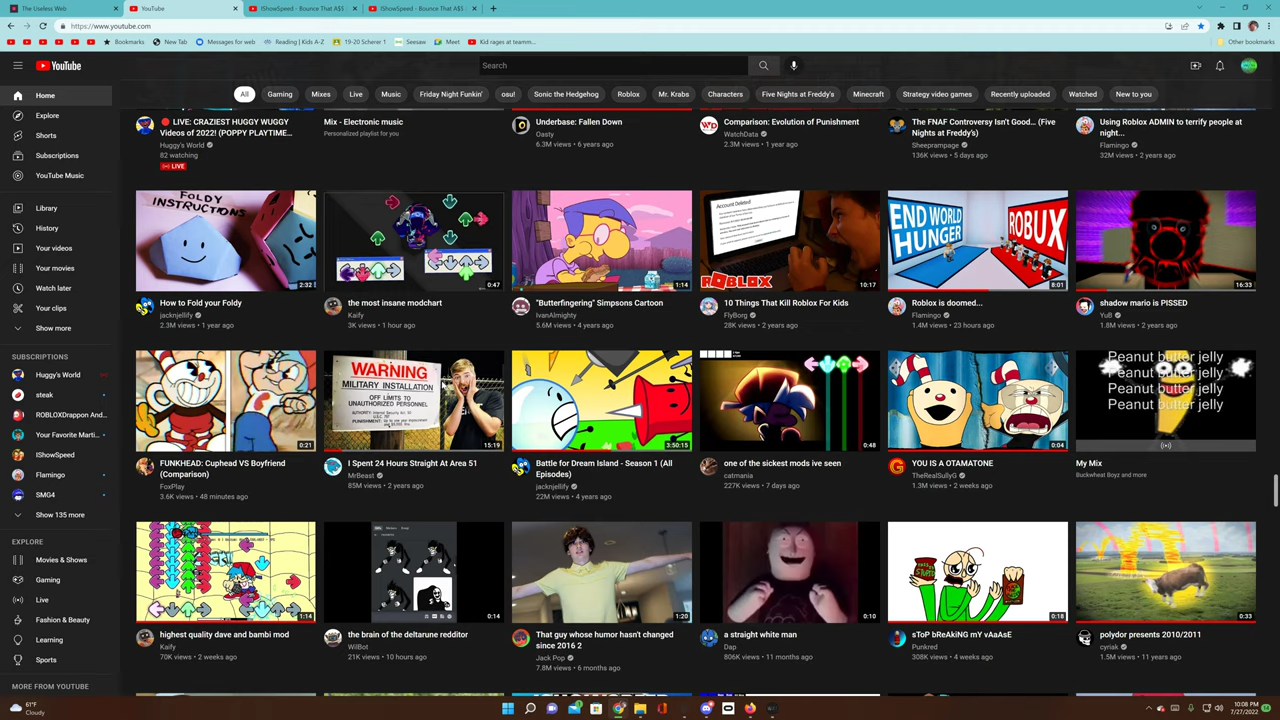 The Useless Web
YouTube
IShowSpeed - Bounce That A$$
IShowSpeed - Bounce That A$$
https://www.youtube.com
Bookmarks
New Tab
Messages for web
Reading | Kids A-Z
19-20 Scherer 1
Seesaw
Meet
Kid rages at teamm...
Other bookmarks
YouTube
Search
All
Gaming
Mixes
Live
Music
Friday Night Funkin'
osu!
Sonic the Hedgehog
Roblox
Mr. Krabs
Characters
Five Nights at Freddy's
Minecraft
Strategy video games
Recently uploaded
Watched
New to you
Home
Explore
Shorts
Subscriptions
YouTube Music
Library
History
Your videos
Your movies
Watch later
Your clips
Show more
SUBSCRIPTIONS
Huggy's World
steak
ROBLOXDrappon And...
Your Favorite Marti...
IShowSpeed
Flamingo
SMG4
Show 135 more
EXPLORE
Movies & Shows
Gaming
Live
Fashion & Beauty
Learning
Sports
MORE FROM YOUTUBE
LIVE: CRAZIEST HUGGY WUGGY
Videos of 2022! (POPPY PLAYTIME...
Huggy's World
82 watching
LIVE
Mix - Electronic music
Personalized playlist for you
Underbase: Fallen Down
Oasty
6.3M views • 6 years ago
Comparison: Evolution of Punishment
WatchData
2.3M views • 1 year ago
The FNAF Controversy Isn't Good... (Five
Nights at Freddy's)
Sheeprampage
136K views • 5 days ago
Using Roblox ADMIN to terrify people at
night...
Flamingo
32M views • 2 years ago
FOLDY
INSTRUCTIONS
2:32
How to Fold your Foldy
jacknjellify
2.3M views • 1 year ago
0:47
the most insane modchart
Kaify
3K views • 1 hour ago
1:14
"Butterfingering" Simpsons Cartoon
IvanAlmighty
5.6M views • 4 years ago
Account Deleted
ROBLOX
10:17
10 Things That Kill Roblox For Kids
FlyBorg
28K views • 2 years ago
END WORLD
HUNGER
ROBUX
8:01
Roblox is doomed...
Flamingo
1.4M views • 23 hours ago
16:33
shadow mario is PISSED
YuB
1.8M views • 2 years ago
0:21
FUNKHEAD: Cuphead VS Boyfriend
(Comparison)
FoxPlay
3.6K views • 48 minutes ago
WARNING
MILITARY INSTALLATION
OFF LIMITS TO
UNAUTHORIZED PERSONNEL
15:19
I Spent 24 Hours Straight At Area 51
MrBeast
85M views • 2 years ago
3:50:15
Battle for Dream Island - Season 1 (All
Episodes)
jacknjellify
22M views • 4 years ago
0:48
one of the sickest mods ive seen
catmania
227K views • 7 days ago
0:04
YOU IS A OTAMATONE
TheRealSullyG
1.3M views • 2 weeks ago
Peanut butter jelly
Peanut butter jelly
Peanut butter jelly
Peanut butter jelly
My Mix
Buckwheat Boyz and more
1:14
highest quality dave and bambi mod
Kaify
70K views • 2 weeks ago
0:14
the brain of the deltarune redditor
WilBot
21K views • 10 hours ago
1:20
That guy whose humor hasn't changed
since 2016 2
Jack Pop
7.8M views • 6 months ago
0:10
a straight white man
Dap
806K views • 11 months ago
0:18
sToP bReAkiNG mY vAaAsE
Punkred
308K views • 4 weeks ago
0:33
polydor presents 2010/2011
cyriak
1.5M views • 11 years ago
61°F
Cloudy
10:08 PM
7/27/2022